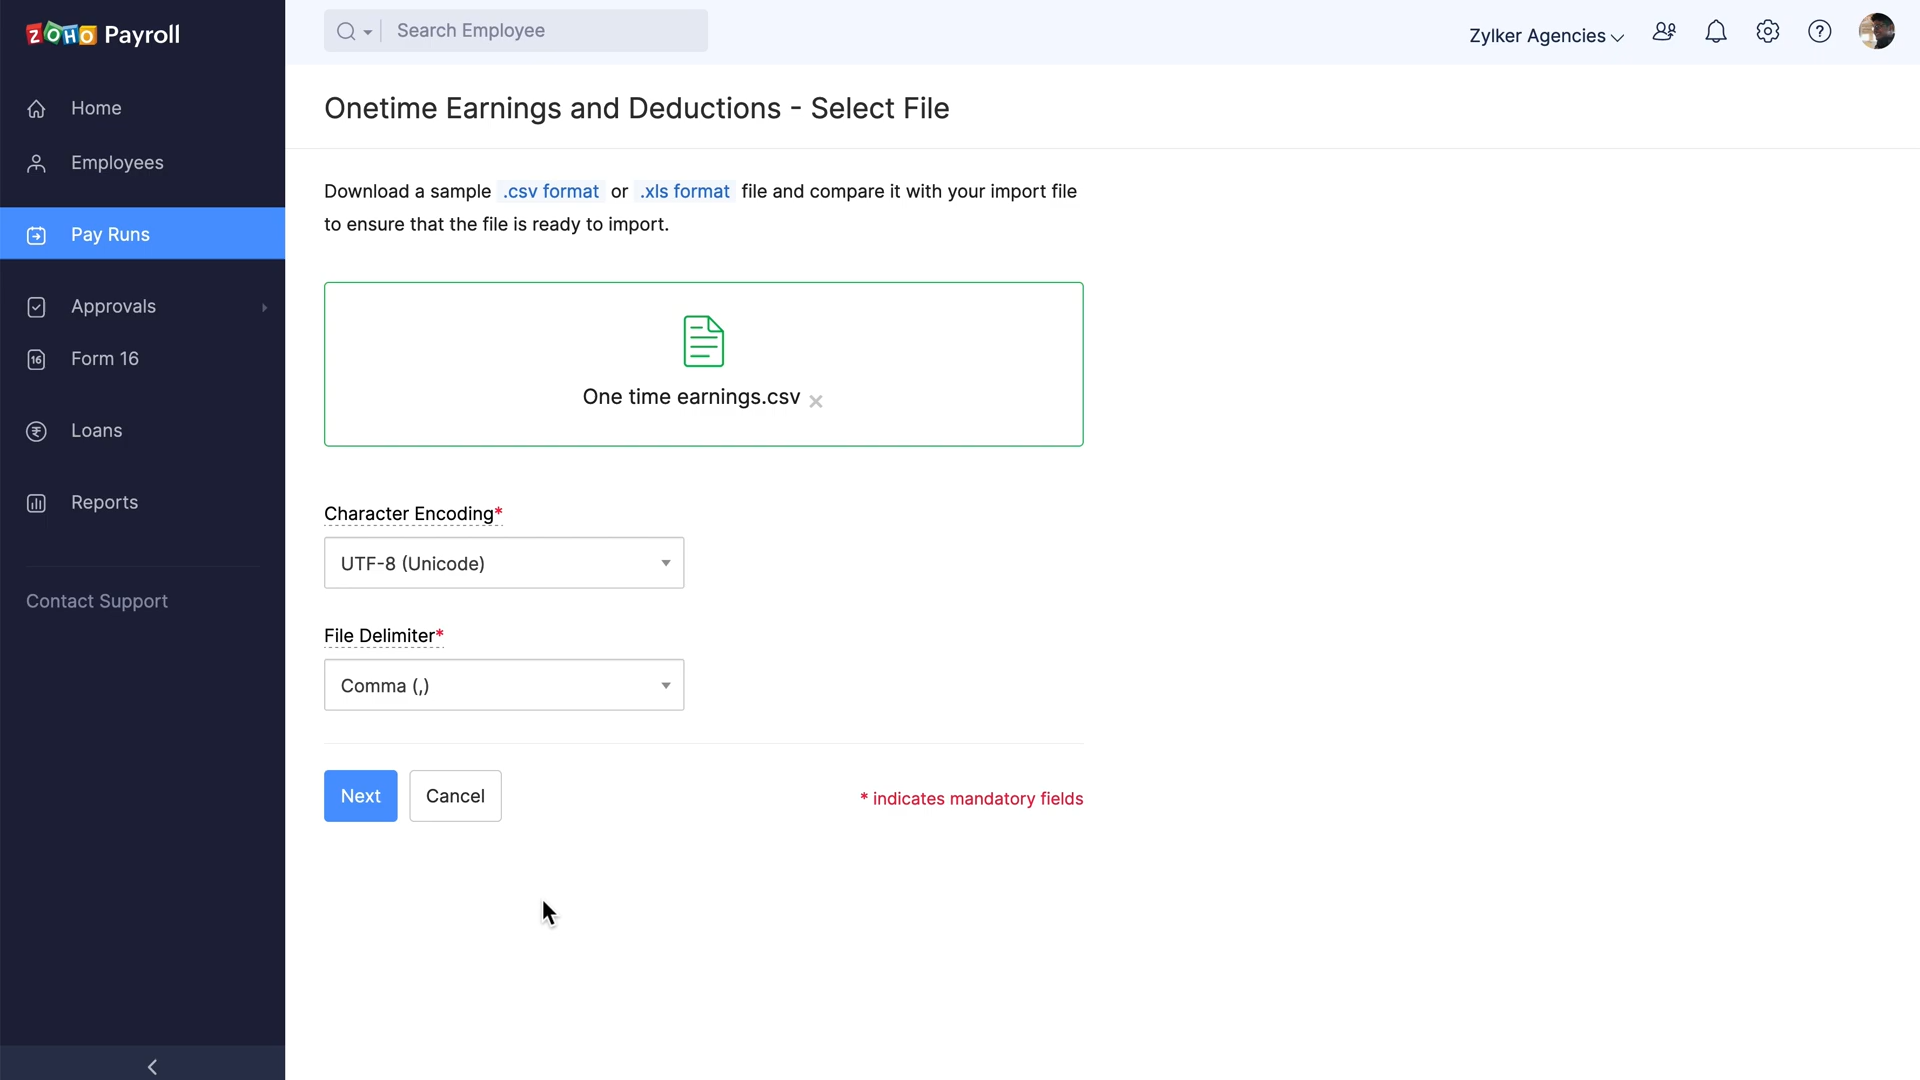 ZOHO Payroll
Search Employee
Zylker Agencies
Home
Employees
Pay Runs
Approvals
16 Form 16
Loans
Reports
Contact Support
Onetime Earnings and Deductions - Select File
Download a sample .csv format or .xls format file and compare it with your import file
to ensure that the file is ready to import.
One time earnings.csv
Character Encoding*
UTF-8 (Unicode)
File Delimiter*
Comma (,)
Next
Cancel
* indicates mandatory fields